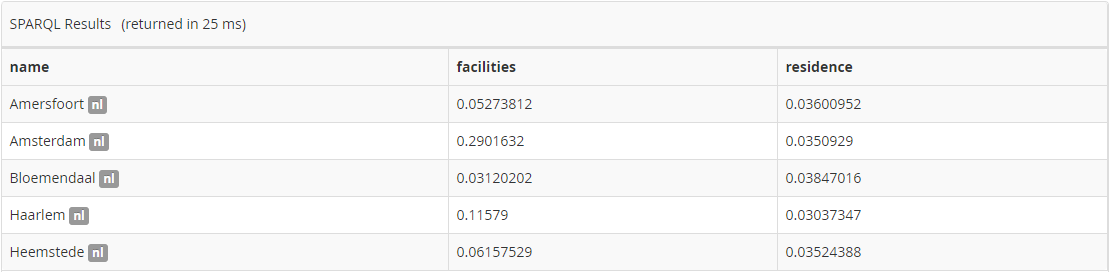 SPARQL Results (returned in 25 ms)
name facilities residence
Amersfoort nl 0.05273812 0.03600952
Amsterdam nl 0.2901632 0.0350929
Bloemendaal nl 0.03120202 0.03847016
Haarlem nl 0.11579 0.03037347
Heemstede nl 0.06157529 0.03524388